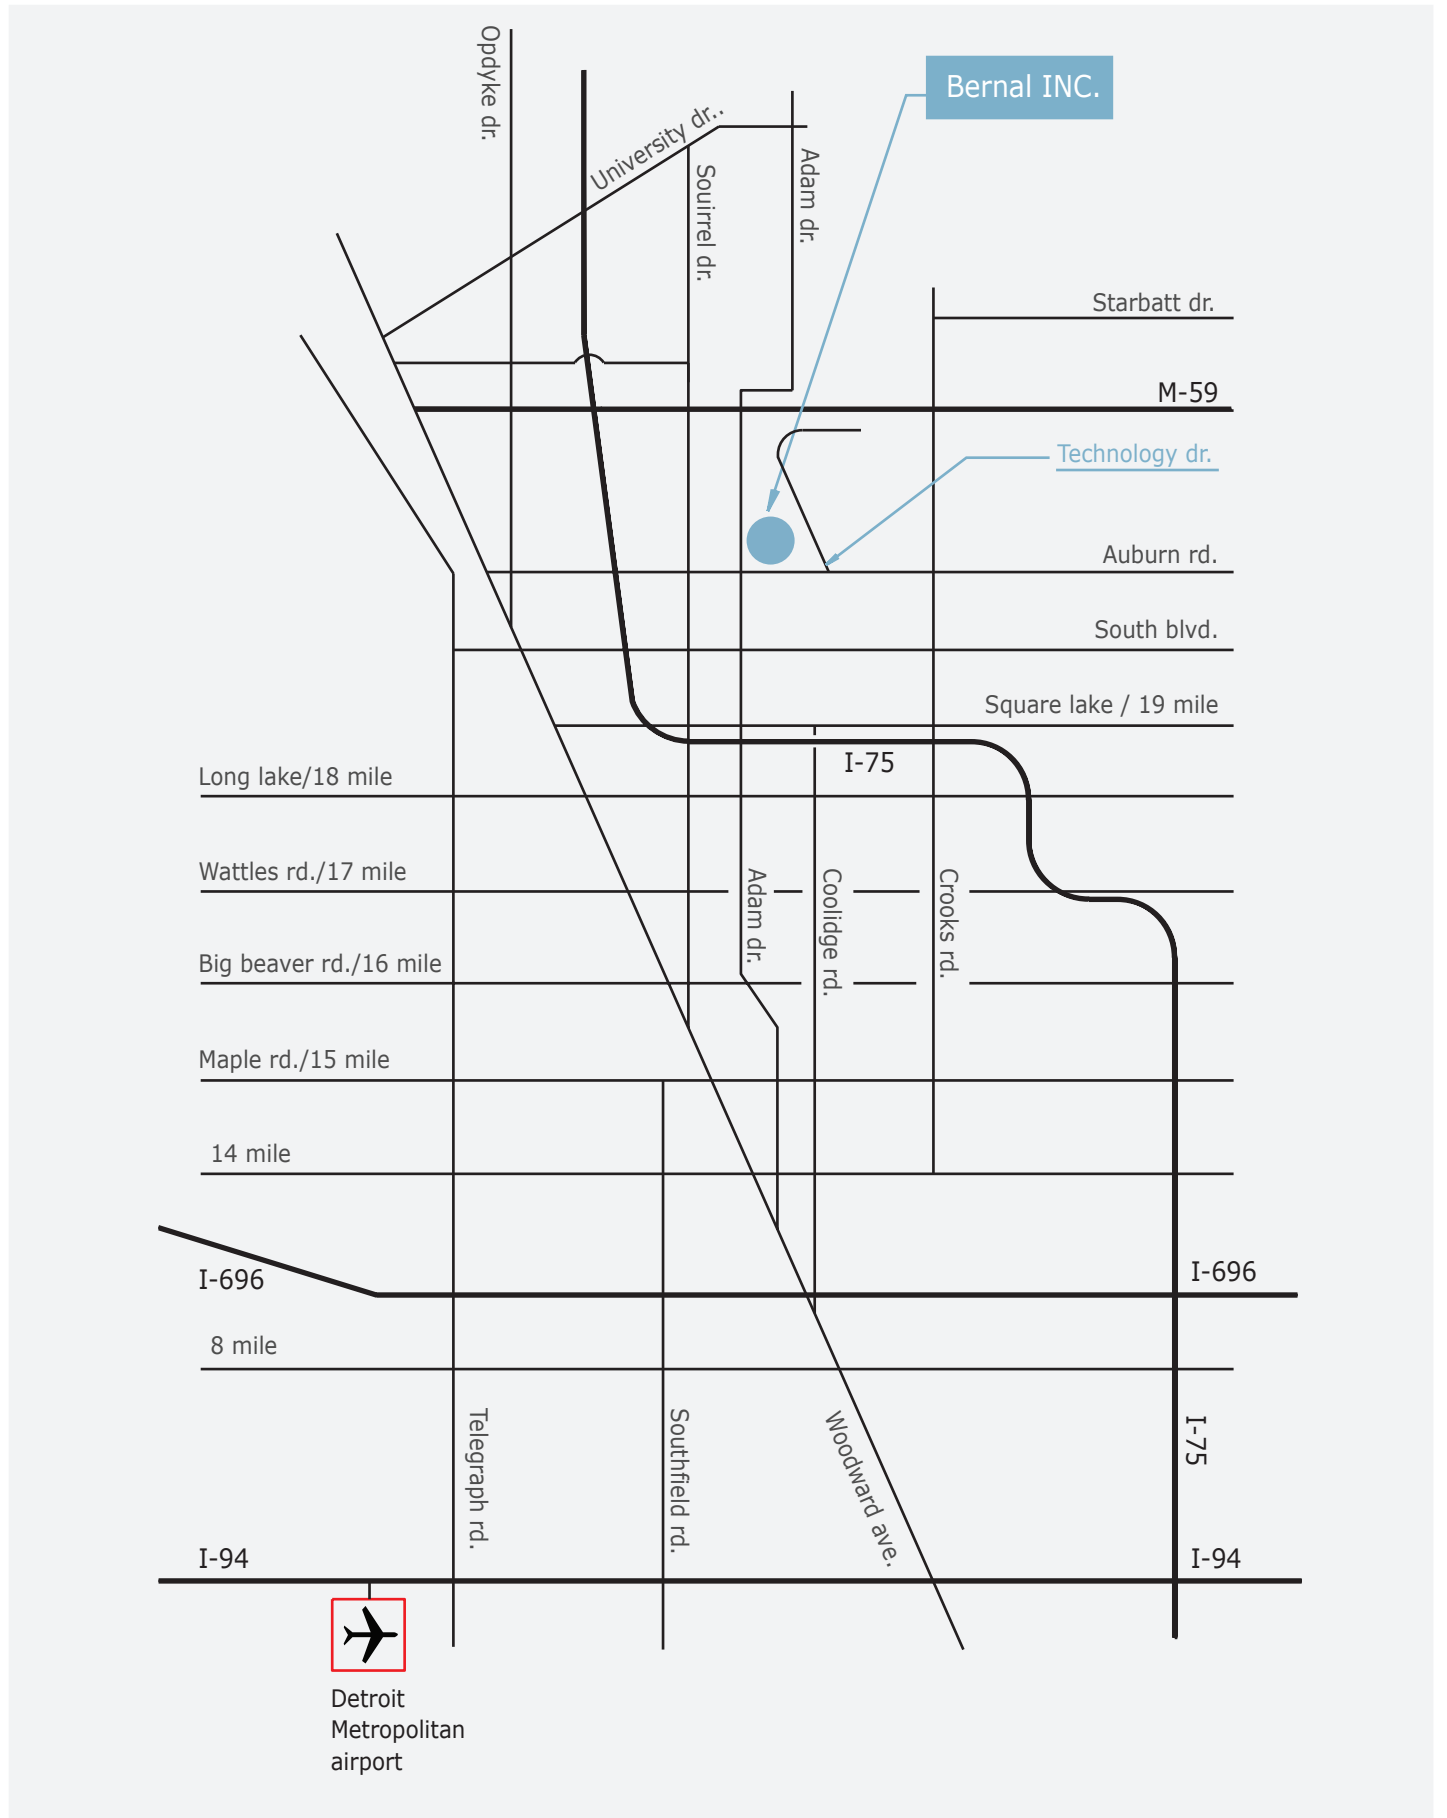 Opdyke dr.
Bernal INC.
University dr..
Adam dr.
Souirrel dr.
Starbatt dr.
M-59
Technology dr.
Auburn rd.
South blvd.
Square lake / 19 mile
I-75
Long lake/18 mile
Wattles rd./17 mile
Adam dr.
Coolidge rd.
Crooks rd.
Big beaver rd./16 mile
Maple rd./15 mile
14 mile
I-696
I-696
8 mile
Telegraph rd.
Southfield rd.
Woodward ave.
I-75
I-94
I-94
Detroit
Metropolitan
airport